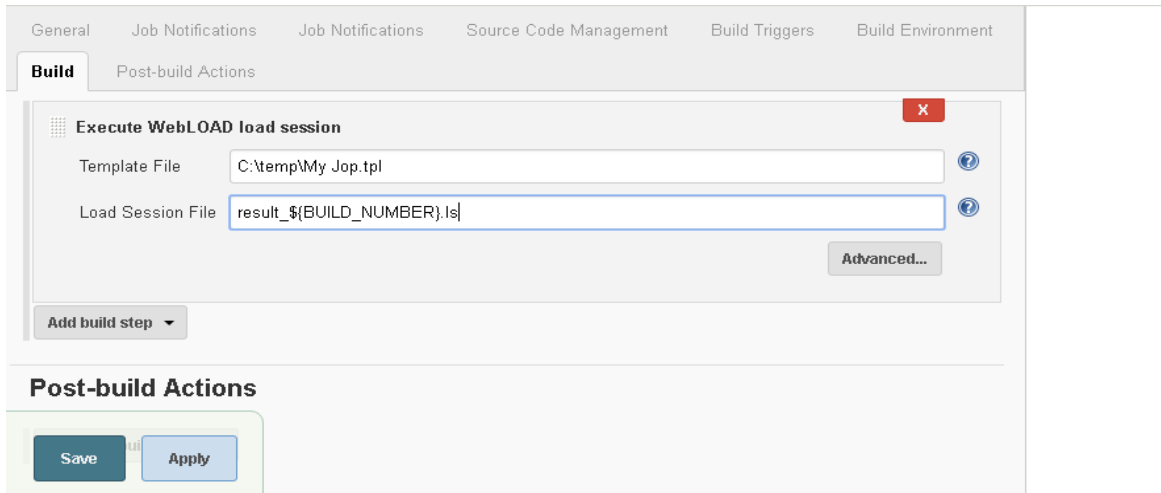 General Job Notifications Job Notifications Source Code Management Build Triggers Build Environment
Build Post-build Actions
X
Execute WebLOAD load session
Template File C:\temp\My Jop.tpl
Load Session File result_${BUILD_NUMBER}.ls
Advanced...
Add build step
Post-build Actions
Save Apply